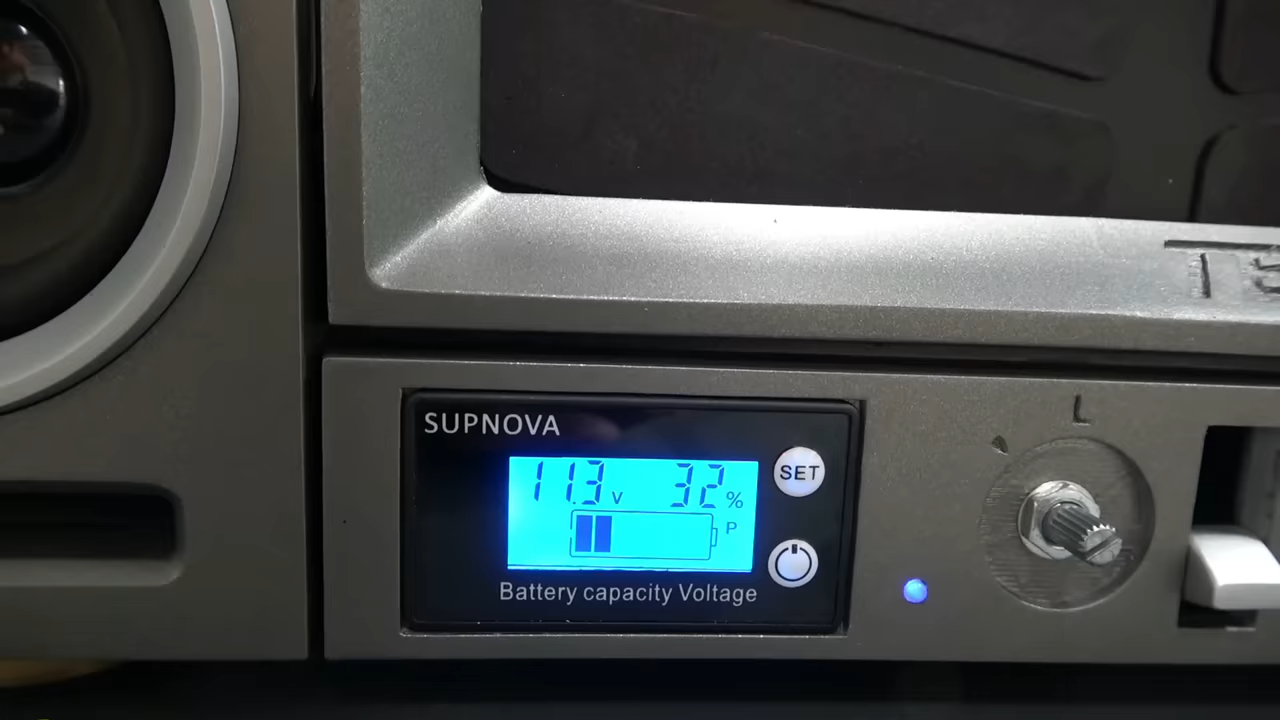 SUPNOVA
SET
11.3 v 32 %
P
Battery capacity Voltage
L